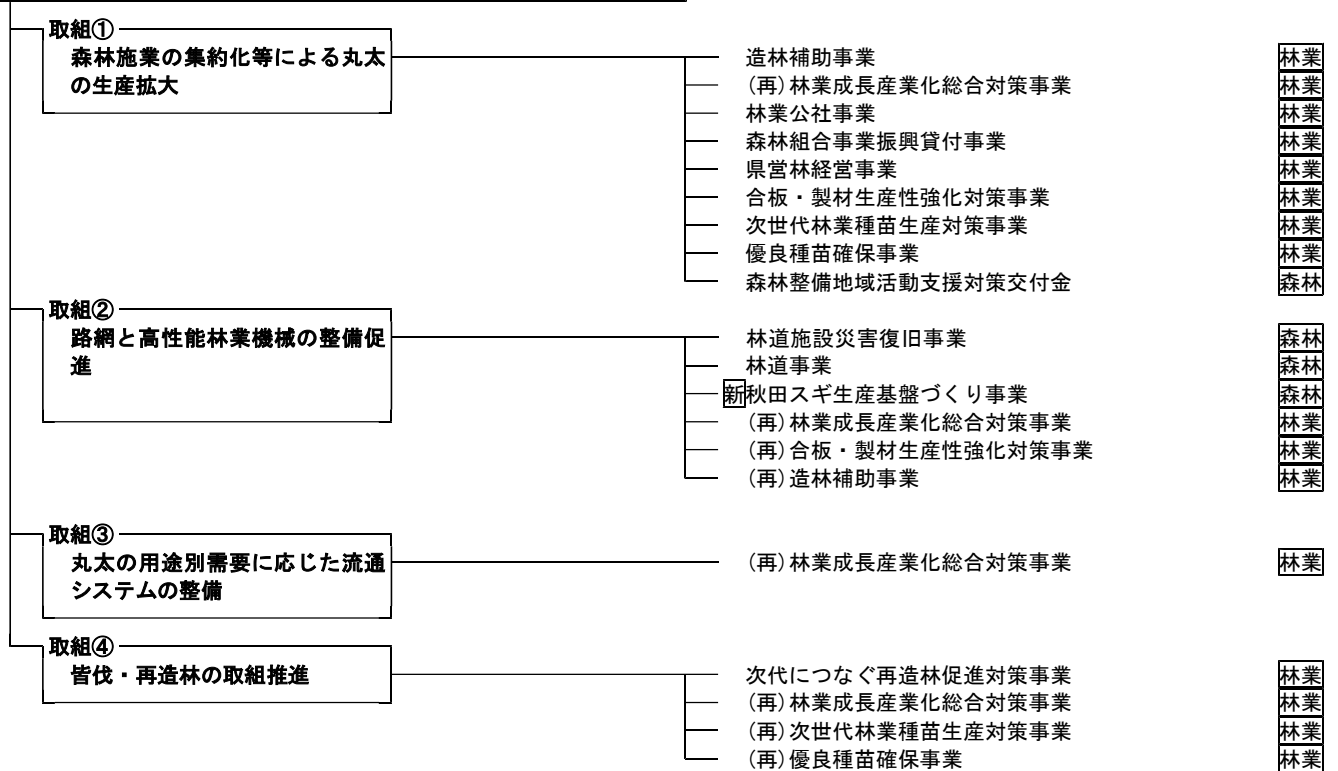 取組①
森林施業の集約化等による丸太
の生産拡大
造林補助事業 林業
(再)林業成長産業化総合対策事業 林業
林業公社事業 林業
森林組合事業振興貸付事業 林業
県営林経営事業 林業
合板・製材生産性強化対策事業 林業
次世代林業種苗生産対策事業 林業
優良種苗確保事業 林業
森林整備地域活動支援対策交付金 森林
取組②
路網と高性能林業機械の整備促
進
林道施設災害復旧事業 森林
林道事業 森林
新秋田スギ生産基盤づくり事業 森林
(再)林業成長産業化総合対策事業 林業
(再)合板・製材生産性強化対策事業 林業
(再)造林補助事業 林業
取組③
丸太の用途別需要に応じた流通
システムの整備
(再)林業成長産業化総合対策事業 林業
取組④
皆伐・再造林の取組推進
次代につなぐ再造林促進対策事業 林業
(再)林業成長産業化総合対策事業 林業
(再)次世代林業種苗生産対策事業 林業
(再)優良種苗確保事業 林業